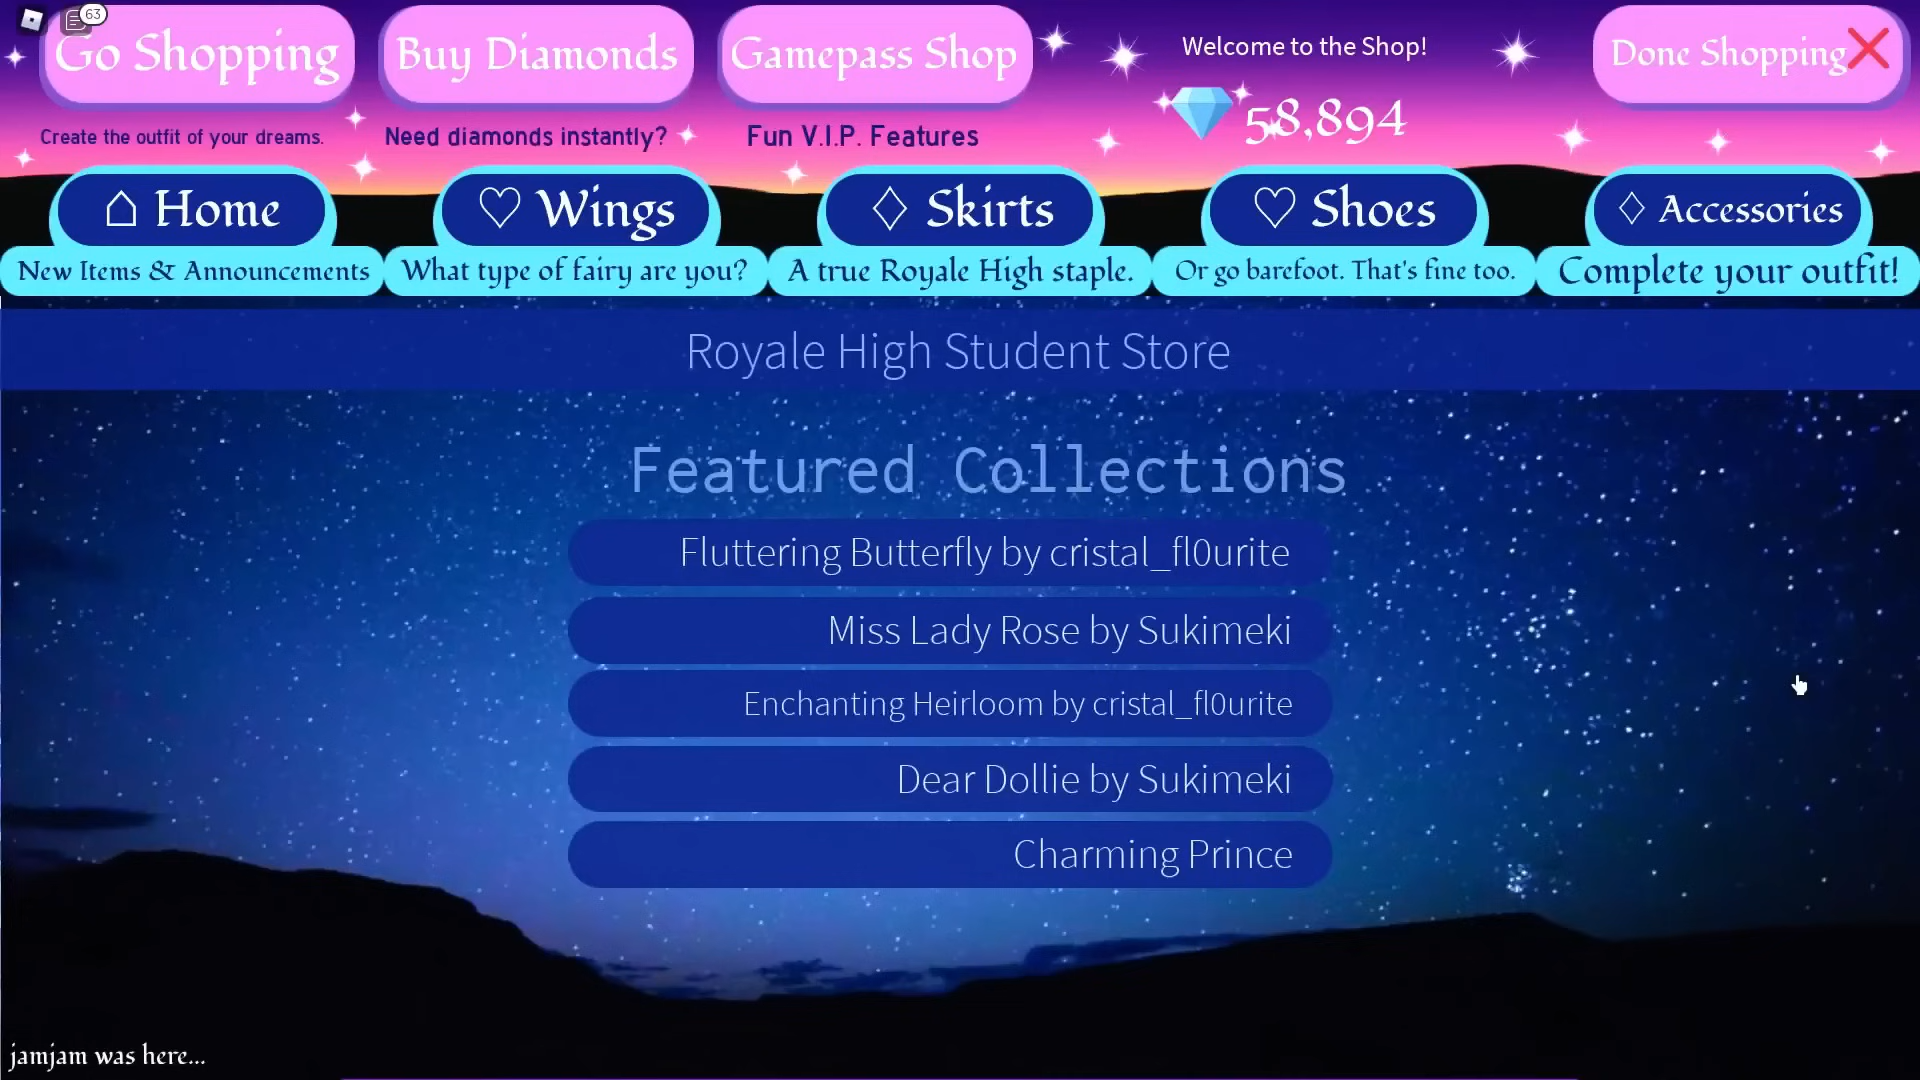 63
Go Shopping
Buy Diamonds
Gamepass Shop
Welcome to the Shop!
Done Shopping
58,894
Create the outfit of your dreams.
Need diamonds instantly?
Fun V.I.P. Features
Home
Wings
Skirts
Shoes
Accessories
New Items & Announcements
What type of fairy are you?
A true Royale High staple.
Or go barefoot. That's fine too.
Complete your outfit!
Royale High Student Store
Featured Collections
Fluttering Butterfly by cristal_fl0urite
Miss Lady Rose by Sukimeki
Enchanting Heirloom by cristal_fl0urite
Dear Dollie by Sukimeki
Charming Prince
jamjam was here...